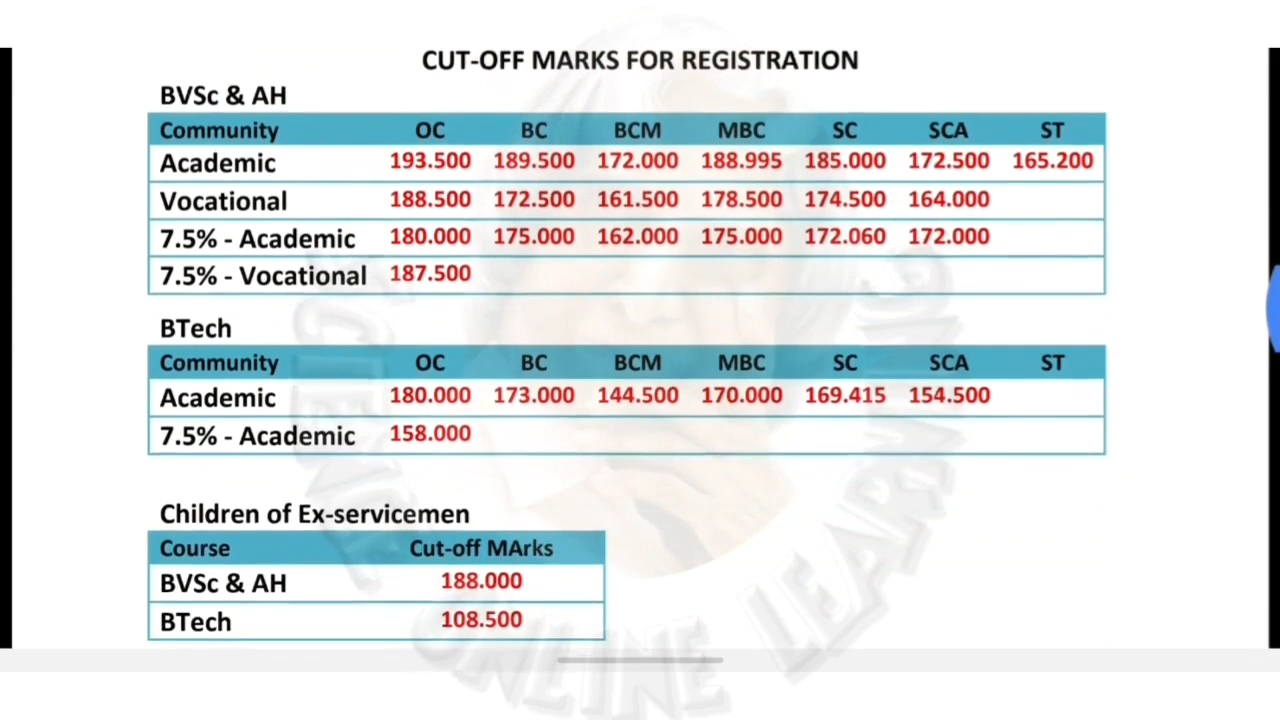 CUT-OFF MARKS FOR REGISTRATION
BVSc & AH
Community OC BC BCM MBC SC SCA ST
Academic 193.500 189.500 172.000 188.995 185.000 172.500 165.200
Vocational 188.500 172.500 161.500 178.500 174.500 164.000
7.5% - Academic 180.000 175.000 162.000 175.000 172.060 172.000
7.5% - Vocational 187.500
BTech
Community OC BC BCM MBC SC SCA ST
Academic 180.000 173.000 144.500 170.000 169.415 154.500
7.5% - Academic 158.000
Children of Ex-servicemen
Course Cut-off MArks
BVSc & AH 188.000
BTech 108.500
ONLINE